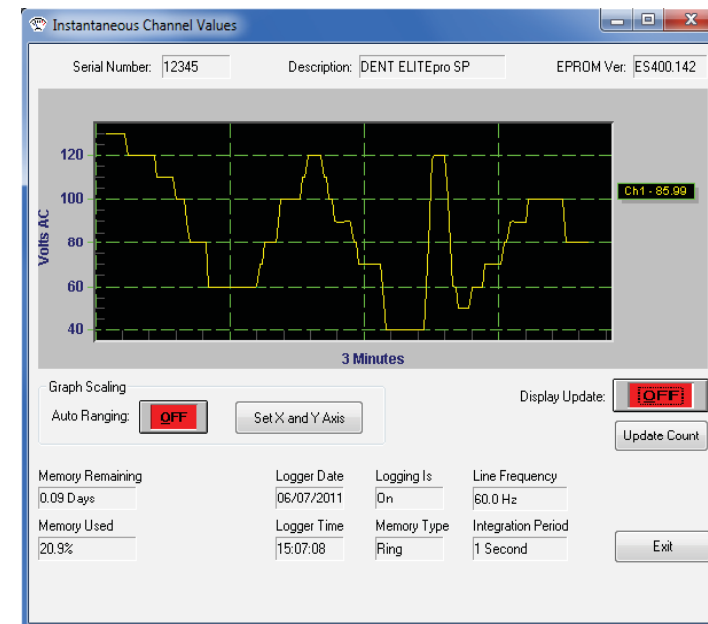 Instantaneous Channel Values
Serial Number: 12345 Description: DENT ELITEpro SP EPROM Ver: ES400.142
120
100
80
60
40
Volts AC
Ch1 - 85.99
3 Minutes
Graph Scaling
Auto Ranging: OFF Set X and Y Axis
Display Update: OFF
Update Count
Memory Remaining Logger Date Logging Is Line Frequency
0.09 Days 06/07/2011 On 60.0 Hz
Memory Used Logger Time Memory Type Integration Period
20.9% 15:07:08 Ring 1 Second Exit